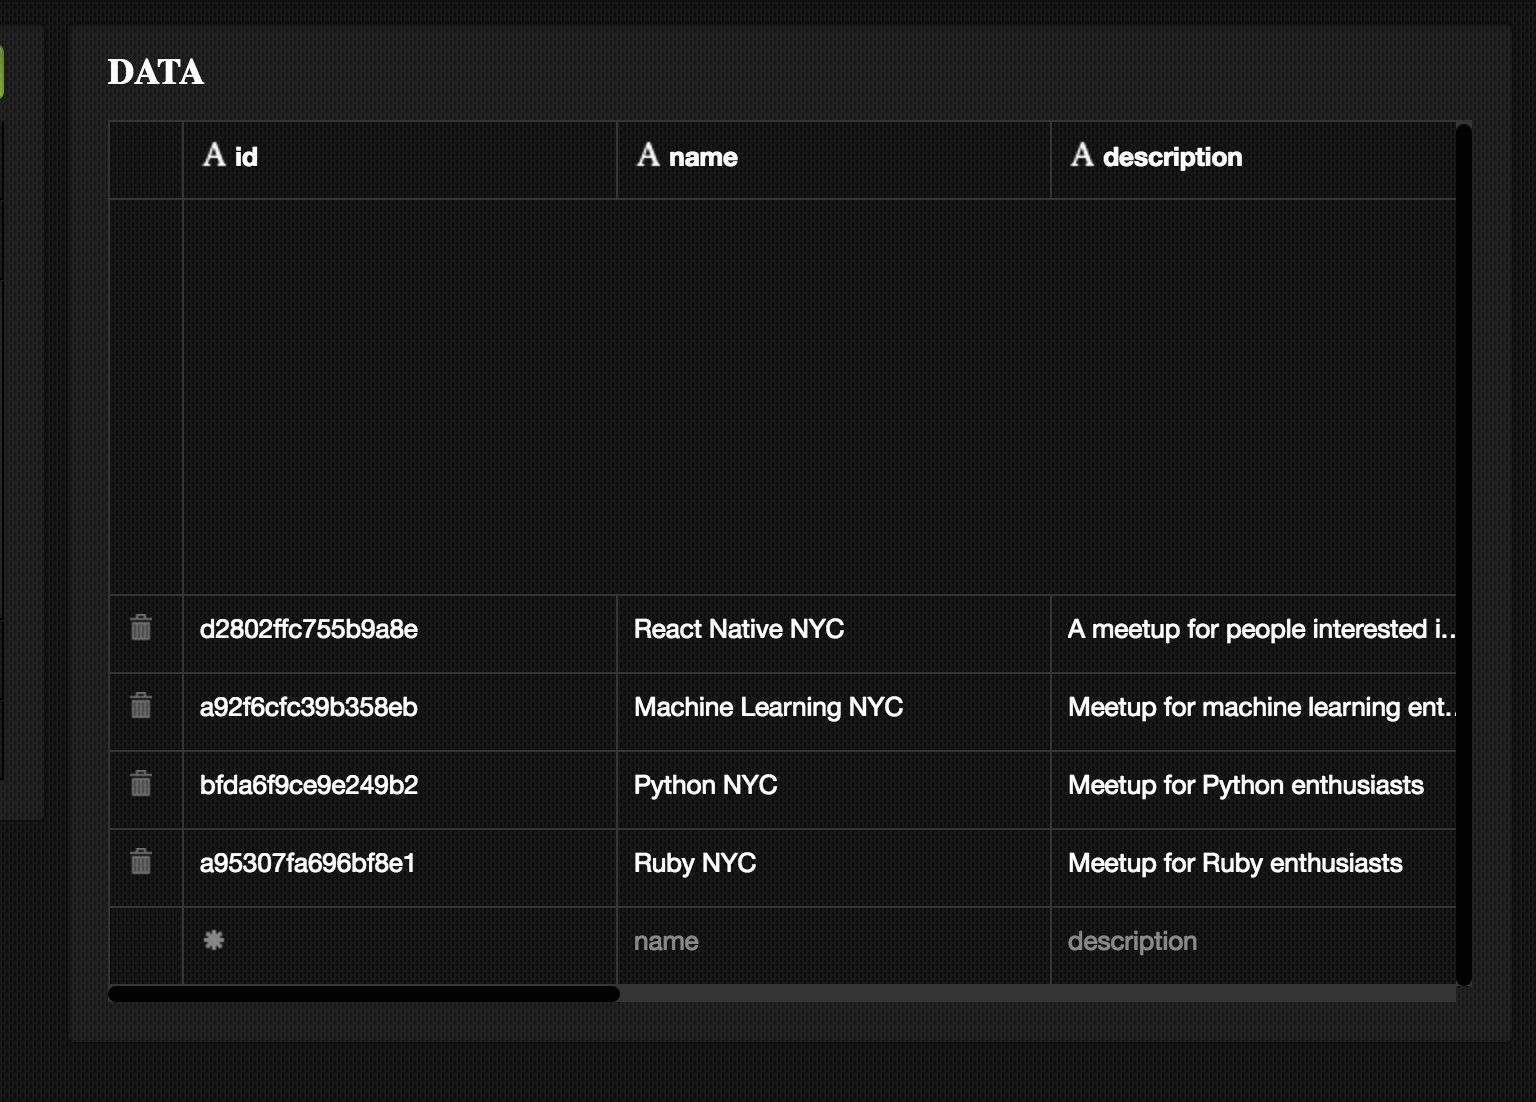 DATA
A id A name A description
d2802ffc755b9a8e React Native NYC A meetup for people interested i..
a92f6cfc39b358eb Machine Learning NYC Meetup for machine learning ent..
bfda6f9ce9e249b2 Python NYC Meetup for Python enthusiasts
a95307fa696bf8e1 Ruby NYC Meetup for Ruby enthusiasts
name description